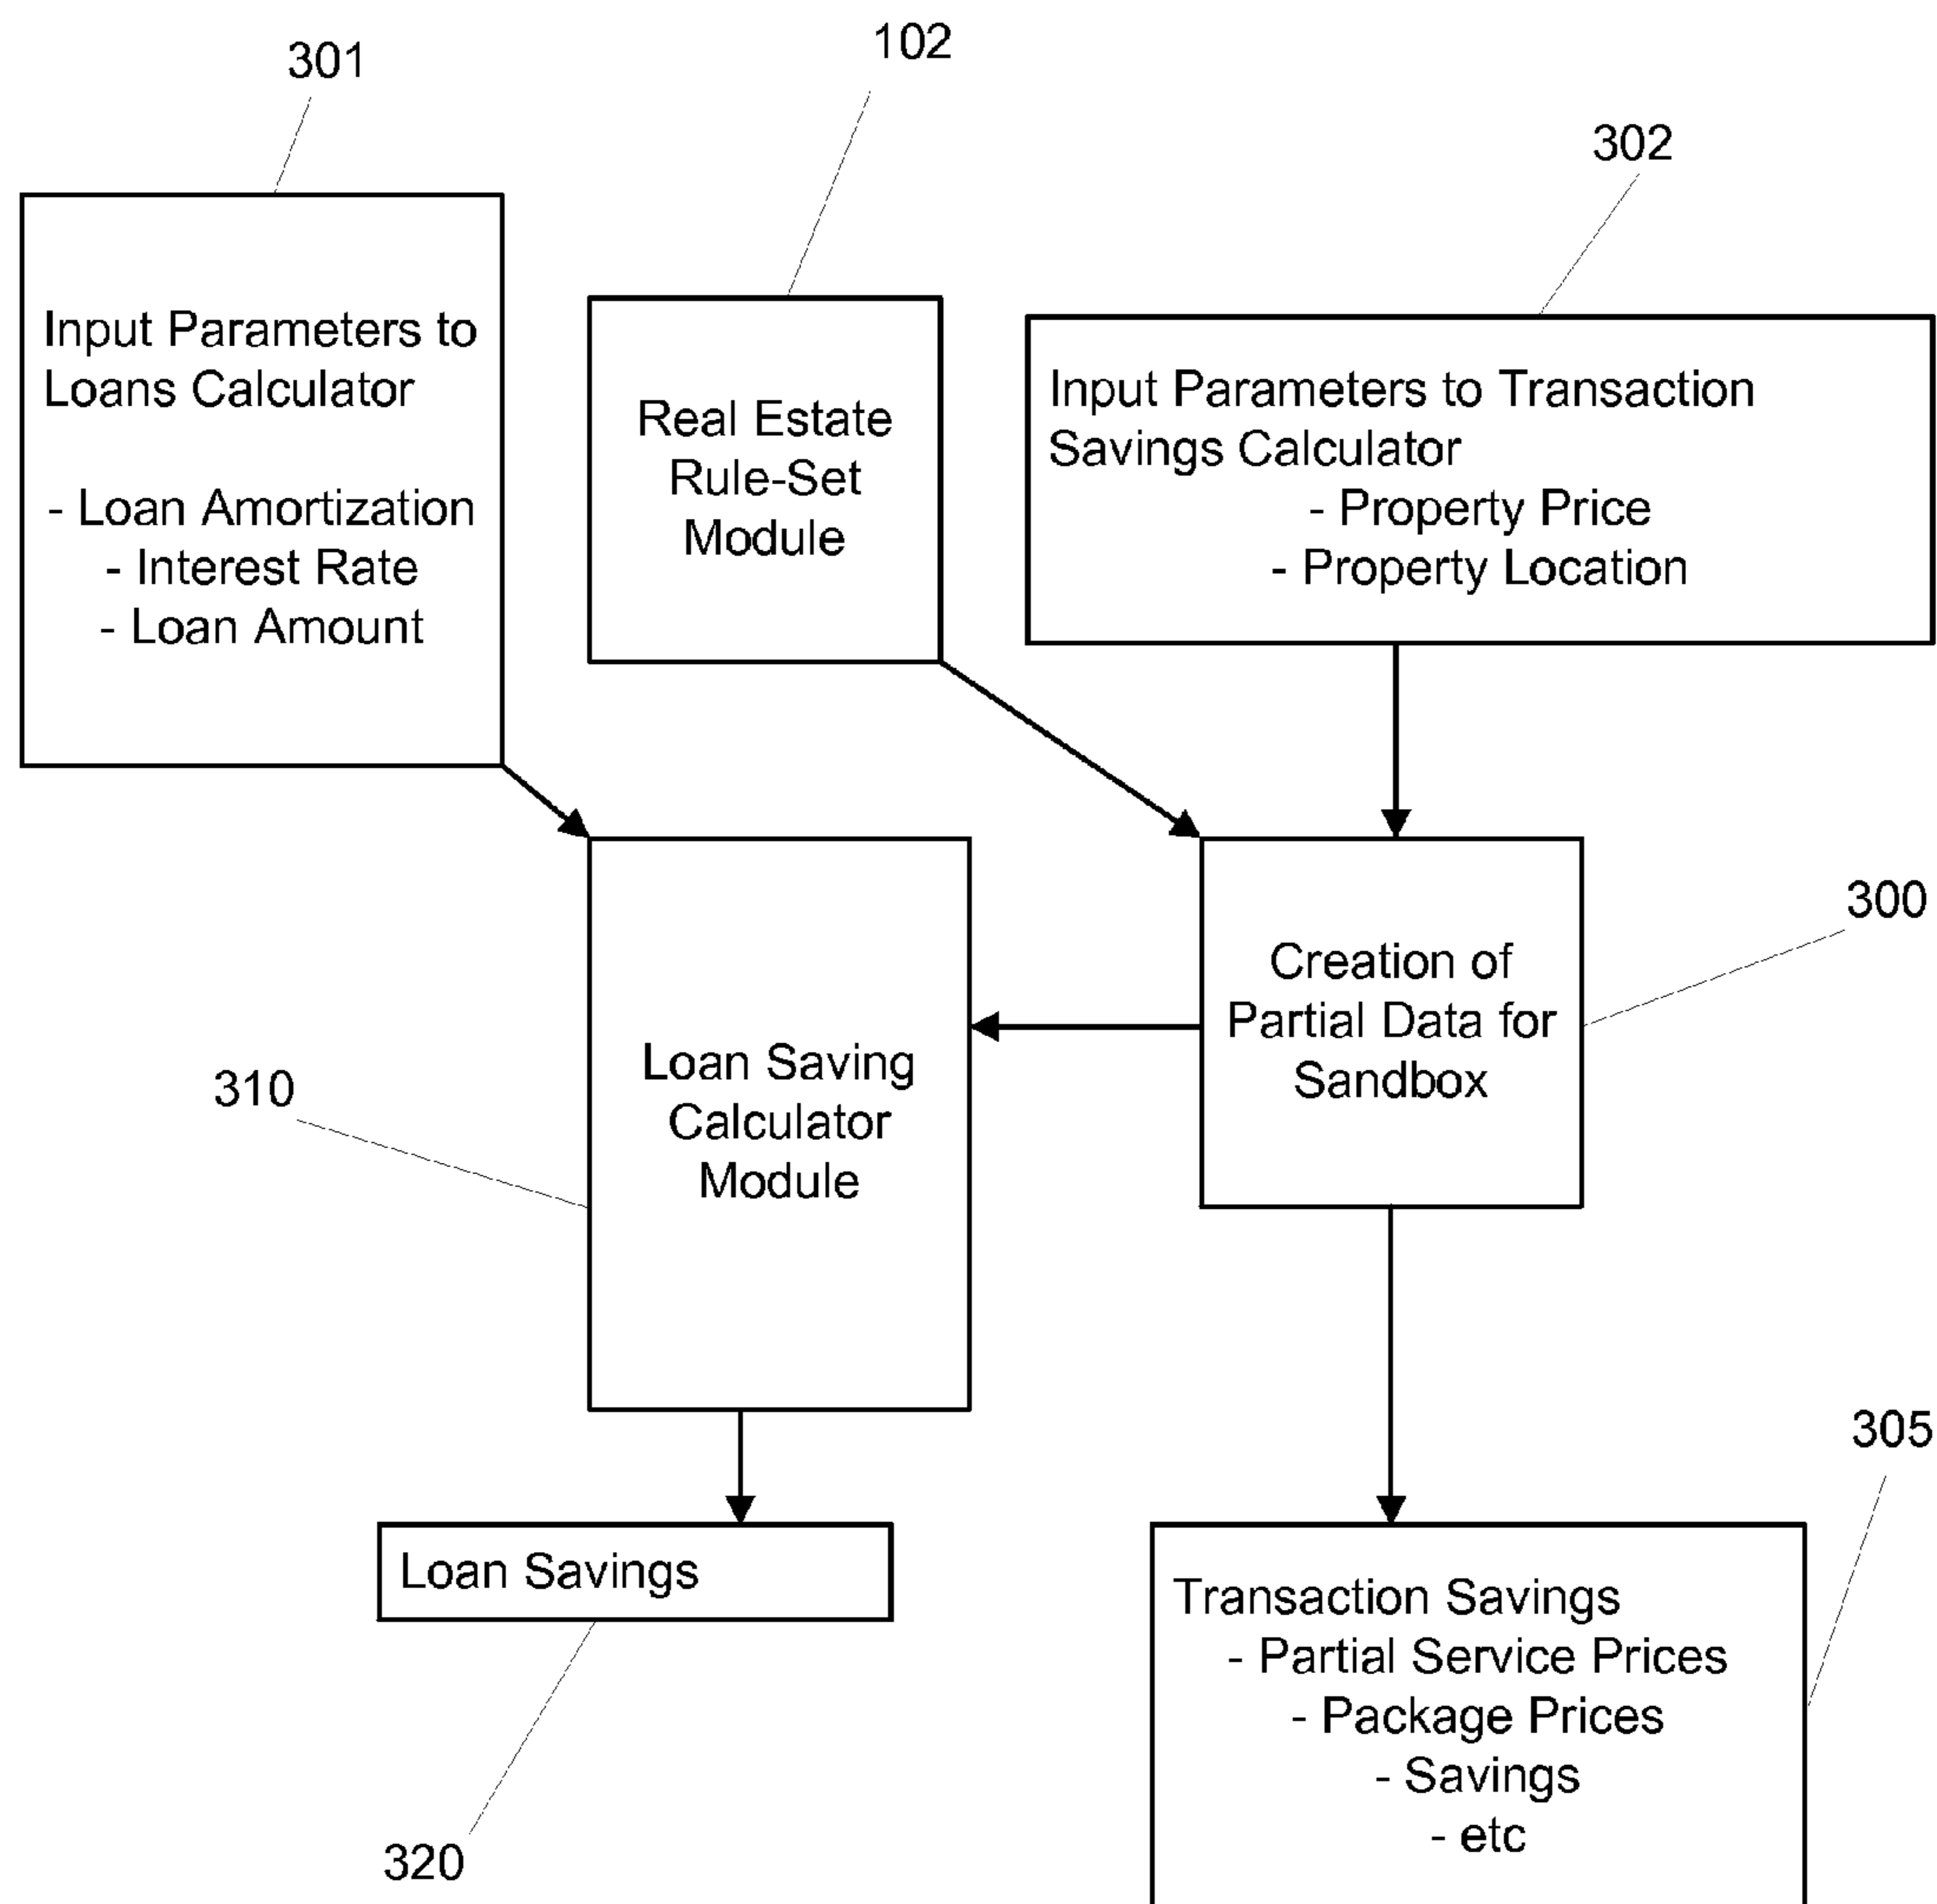 301
102
302
Input Parameters to
Loans Calculator
- Loan Amortization
- Interest Rate
- Loan Amount
Real Estate
Rule-Set
Module
Input Parameters to Transaction
Savings Calculator
- Property Price
- Property Location
300
Creation of
Partial Data for
Sandbox
310
Loan Saving
Calculator
Module
305
Loan Savings
Transaction Savings
- Partial Service Prices
- Package Prices
- Savings
- etc
320